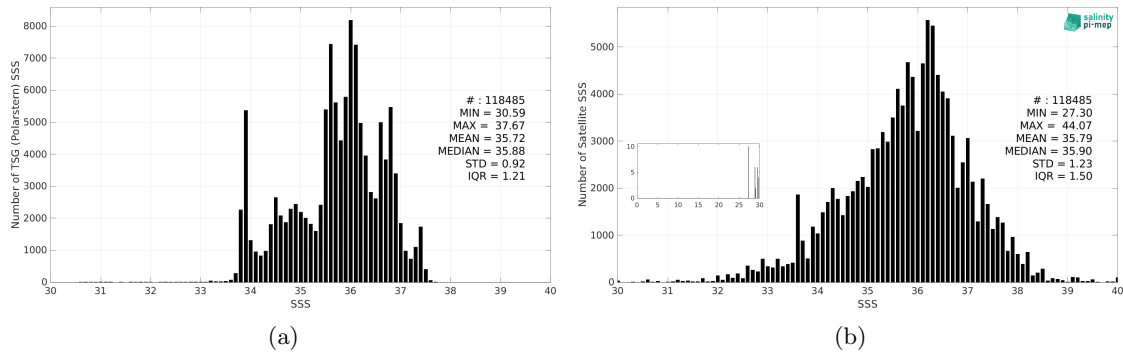 8000
7000
6000
5000
4000
3000
2000
1000
0
Number of TSG (Polarstern) SSS
# : 118485
MIN = 30.59
MAX = 37.67
MEAN = 35.72
MEDIAN = 35.88
STD = 0.92
IQR = 1.21
30 31 32 33 34 35 36 37 38 39 40
SSS
(a)
salinity
pi-mep
5000
4000
3000
2000
1000
0
Number of Satellite SSS
# : 118485
MIN = 27.30
MAX = 44.07
MEAN = 35.79
MEDIAN = 35.90
STD = 1.23
IQR = 1.50
10
5
0
0 5 10 15 20 25 30
30 31 32 33 34 35 36 37 38 39 40
SSS
(b)